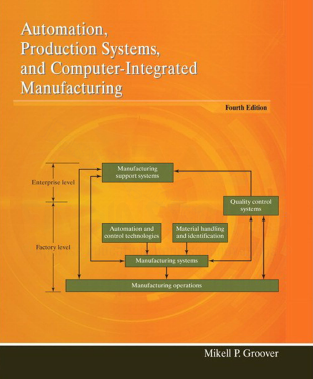 Automation,
Production Systems,
and Computer-Integrated
Manufacturing
Fourth Edition
Manufacturing
support systems
Enterprise level
Quality control
systems
Automation and
control technologies
Material handling
and identification
Factory level
Manufacturing systems
Manufacturing operations
Mikell P. Groover